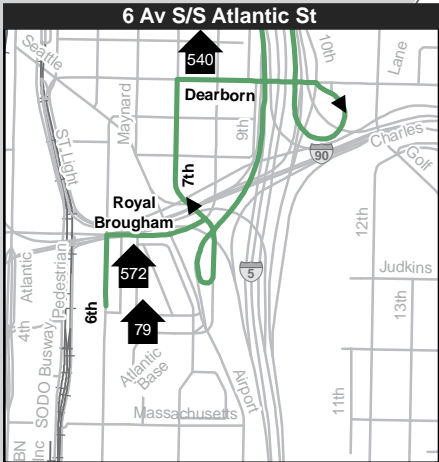 6 Av S/S Atlantic St
Seattle
540
10th
Lane
Maynard
Dearborn
9th
ST. Light
7th
90
Charles
Golf
Royal
Brougham
12th
Atlantic
Pedestrian
572
5
Judkins
6th
79
13th
4th
SODO Busway
Atlantic
Base
Airport
11th
Massachusetts
BN
Inc